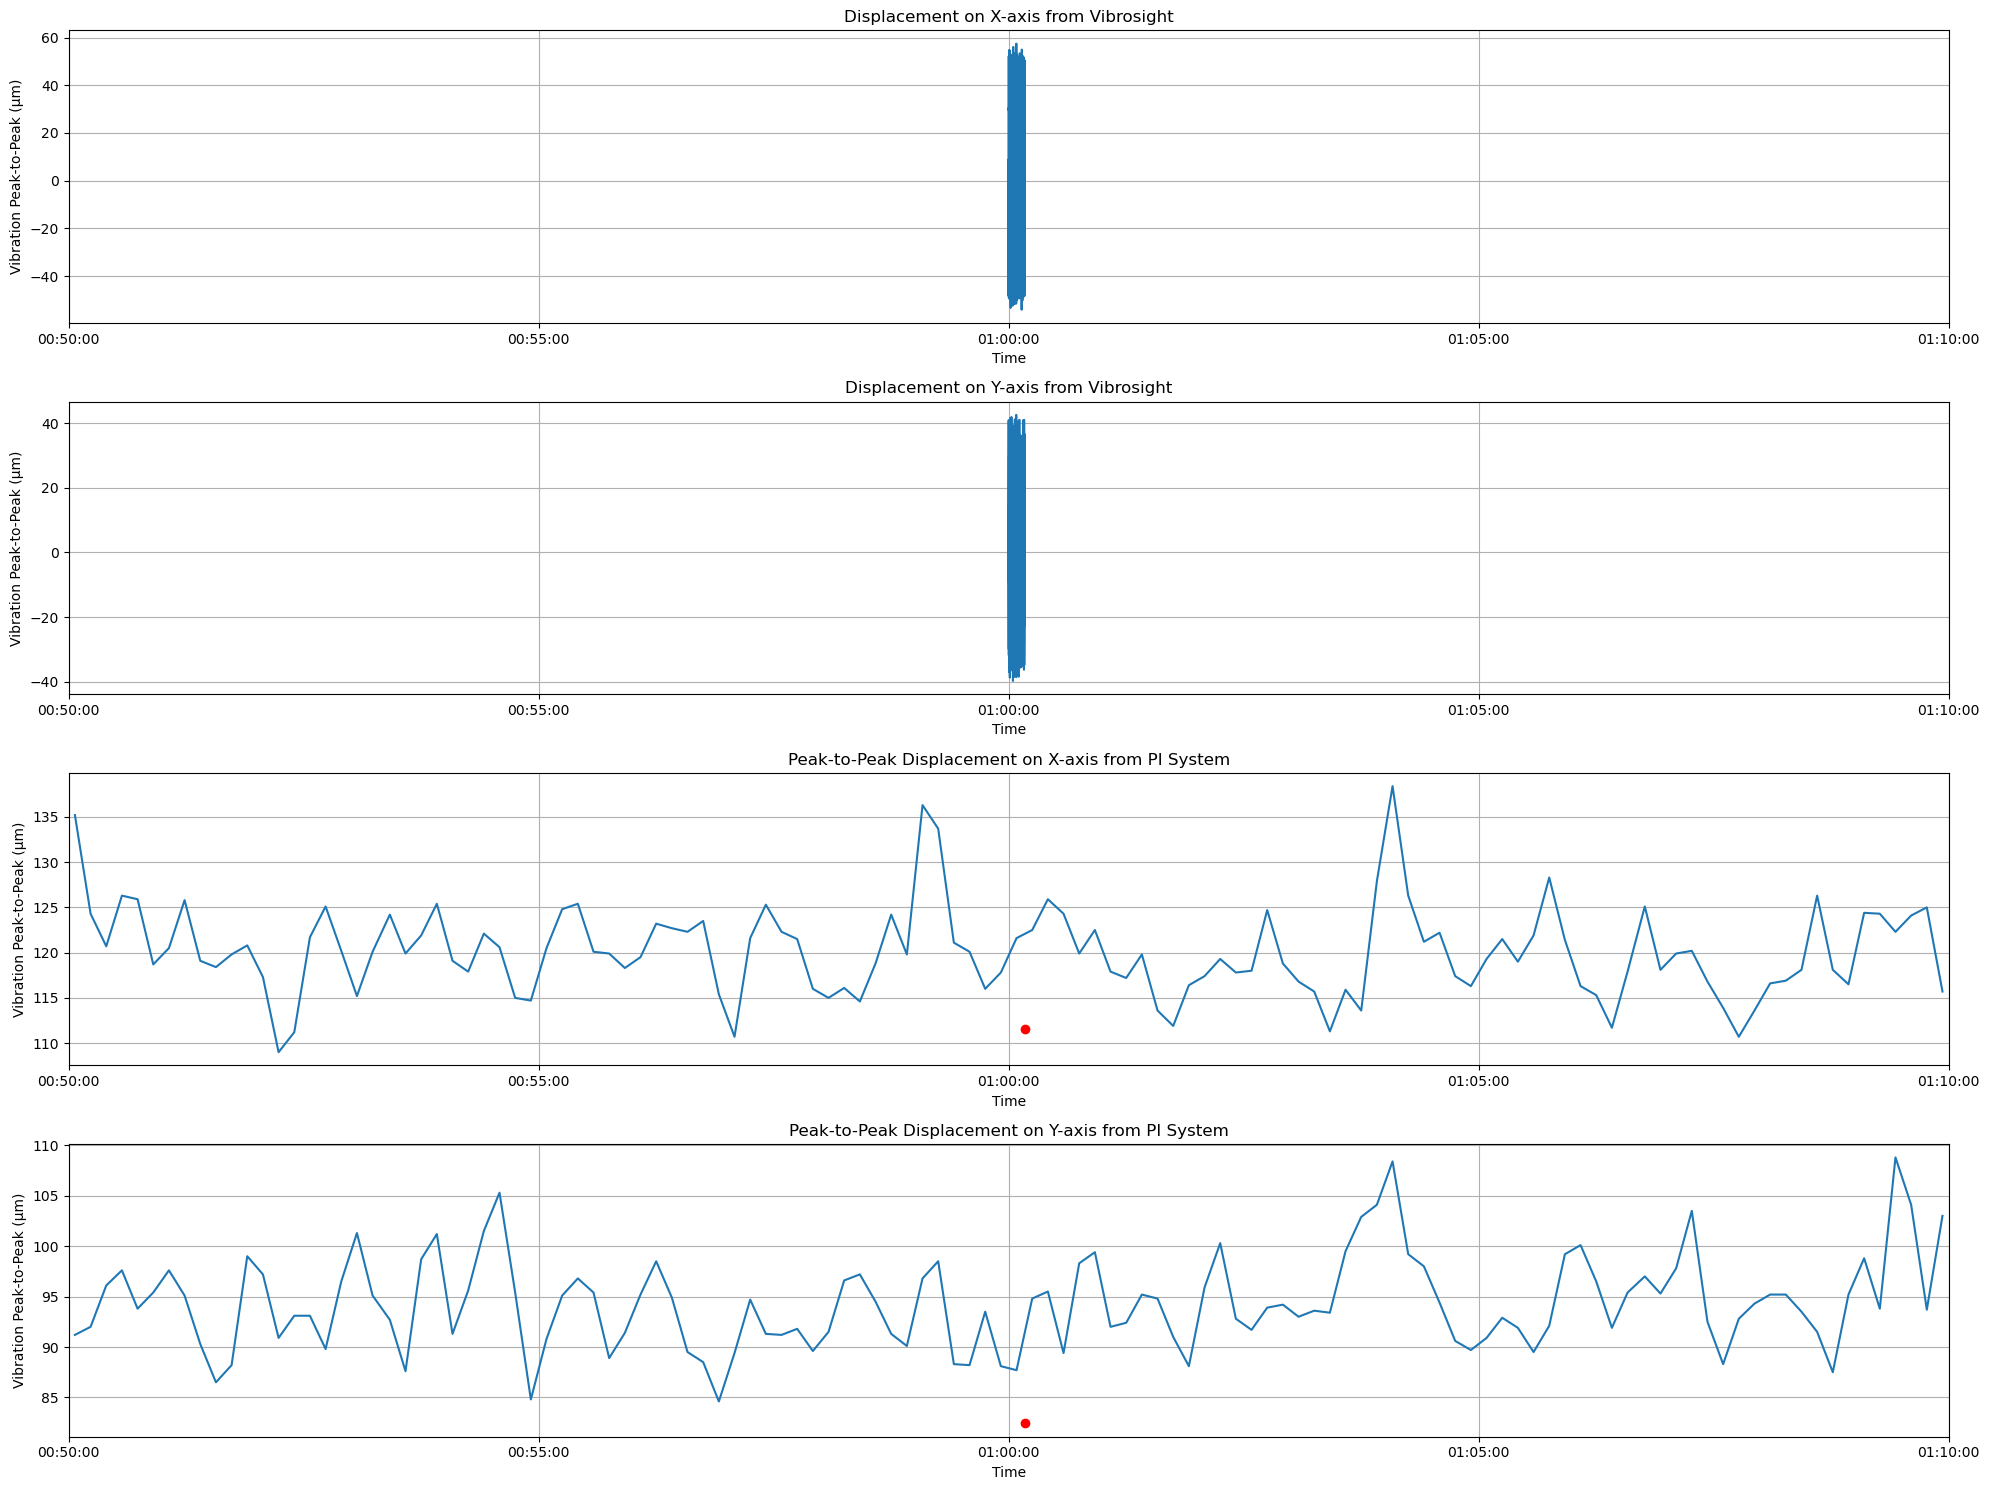 Displacement on X-axis from Vibrosight
Vibration Peak-to-Peak (μm)
60
40
20
0
−20
−40
00:50:00 00:55:00 01:00:00 01:05:00 01:10:00
Time
Displacement on Y-axis from Vibrosight
Vibration Peak-to-Peak (μm)
40
20
0
−20
−40
00:50:00 00:55:00 01:00:00 01:05:00 01:10:00
Time
Peak-to-Peak Displacement on X-axis from PI System
Vibration Peak-to-Peak (μm)
135
130
125
120
115
110
00:50:00 00:55:00 01:00:00 01:05:00 01:10:00
Time
Peak-to-Peak Displacement on Y-axis from PI System
Vibration Peak-to-Peak (μm)
110
105
100
95
90
85
00:50:00 00:55:00 01:00:00 01:05:00 01:10:00
Time